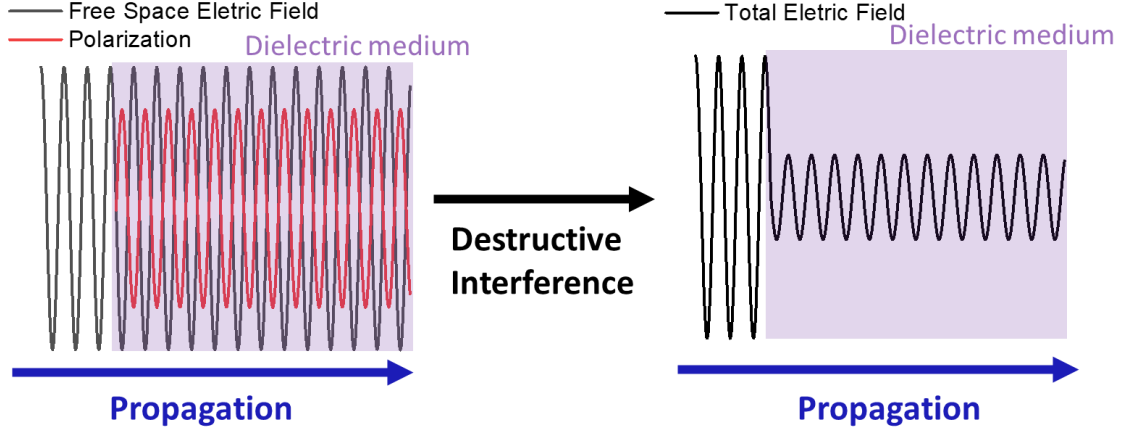 Free Space Eletric Field
Polarization
Dielectric medium
Propagation
Destructive
Interference
Total Eletric Field
Dielectric medium
Propagation